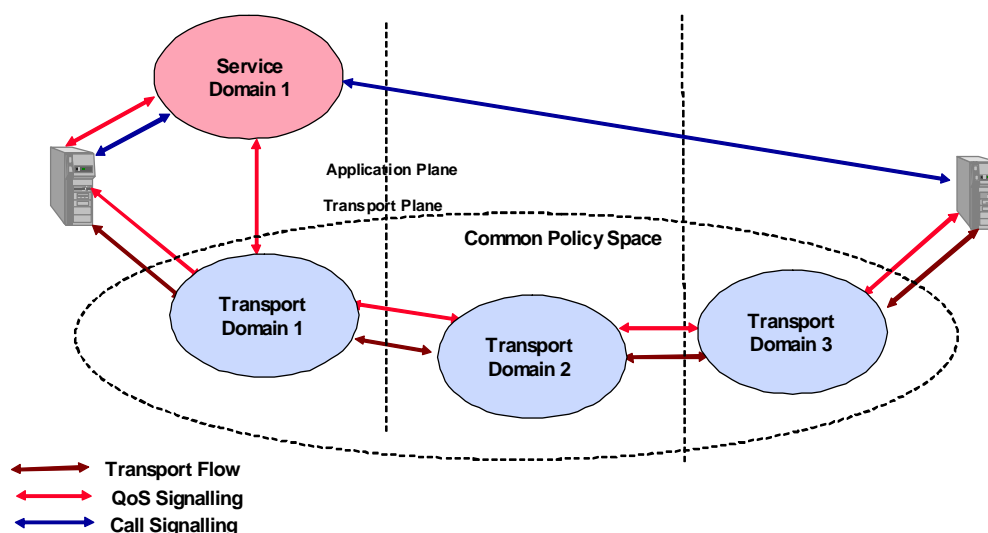 Service
Domain 1
Application Plane
Transport Plane
Common Policy Space
Transport
Domain 1
Transport
Domain 2
Transport
Domain 3
Transport Flow
QoS Signalling
Call Signalling